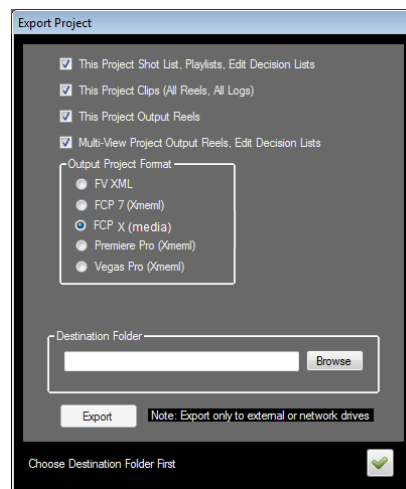 Export Project
This Project Shot List, Playlists, Edit Decision Lists
This Project Clips (All Reels, All Logs)
This Project Output Reels
Multi-View Project Output Reels, Edit Decision Lists
Output Project Format
FV XML
FCP 7 (Xmeml)
FCP X (media)
Premiere Pro (Xmeml)
Vegas Pro (Xmeml)
Destination Folder
Browse
Export Note: Export only to external or network drives
Choose Destination Folder First